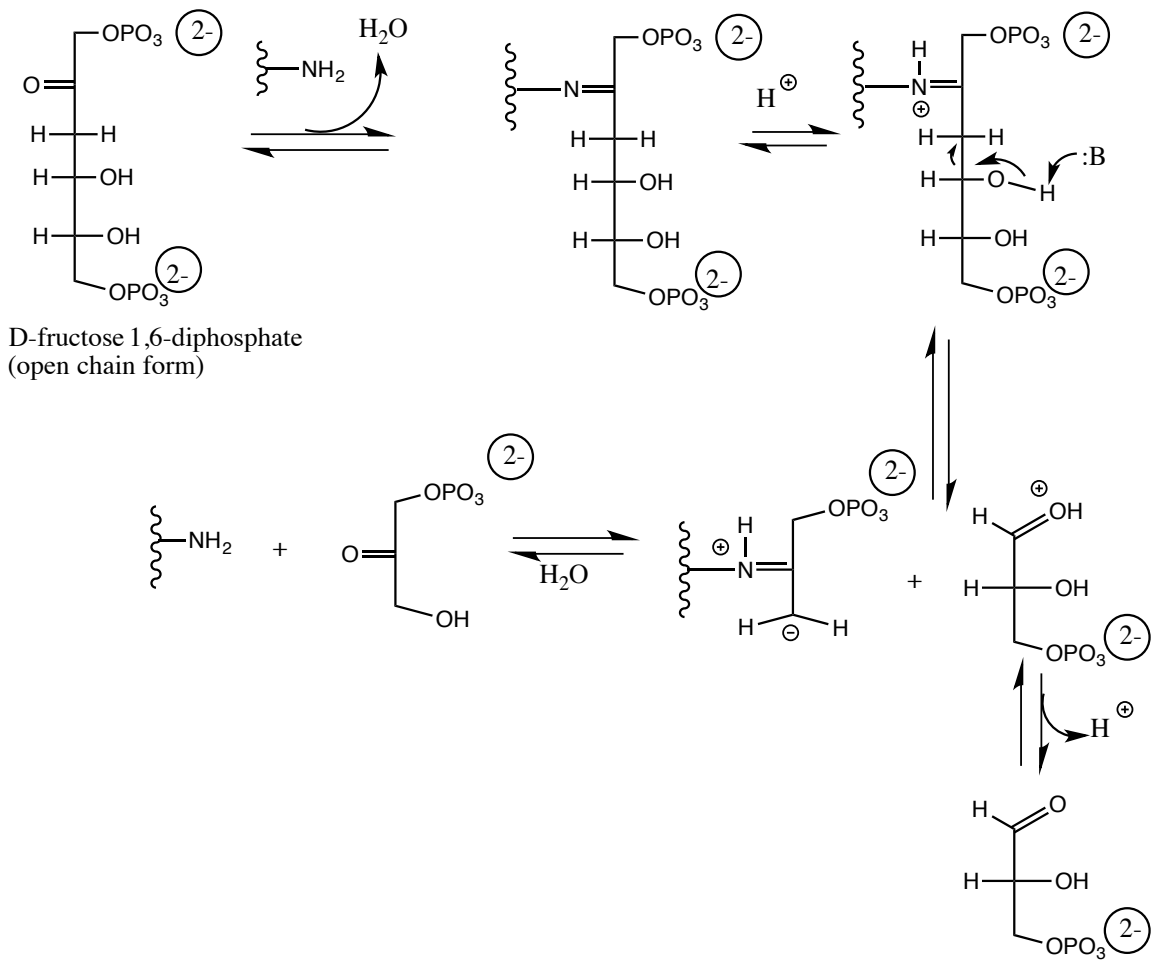 OPO₃ 2-
O
H H
H OH
H OH
OPO₃ 2-
D-fructose 1,6-diphosphate
(open chain form)
NH₂
H₂O
OPO₃ 2-
N
H H
H OH
H OH
OPO₃ 2-
H ⊕
H
OPO₃ 2-
N
⊕
H H
:B
H O H
H OH
OPO₃ 2-
NH₂
+
2-
OPO₃
O
OH
H₂O
2-
OPO₃
H
⊕
N
H ⊖ H
+
⊕
H OH
H OH
OPO₃ 2-
H ⊕
H O
H OH
OPO₃ 2-